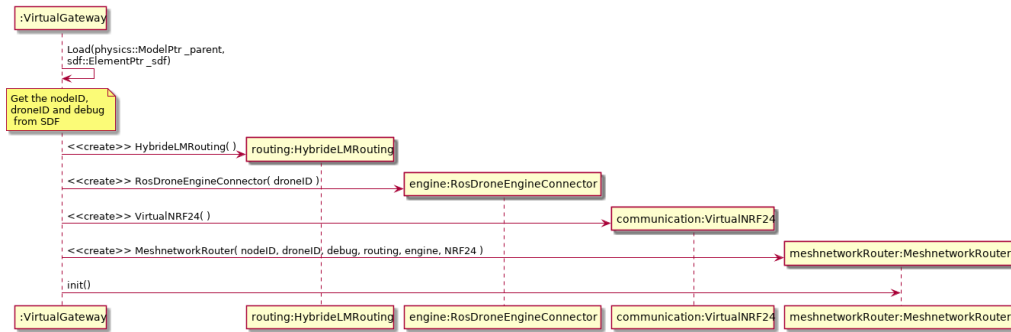 :VirtualGateway
Load(physics::ModelPtr _parent,
sdf::ElementPtr _sdf)
Get the nodeID,
droneID and debug
from SDF
<<create>> HybrideLMRouting( )
routing:HybrideLMRouting
<<create>> RosDroneEngineConnector( droneID )
engine:RosDroneEngineConnector
<<create>> VirtualNRF24( )
communication:VirtualNRF24
<<create>> MeshnetworkRouter( nodeID, droneID, debug, routing, engine, NRF24 )
meshnetworkRouter:MeshnetworkRouter
init()
:VirtualGateway
routing:HybrideLMRouting
engine:RosDroneEngineConnector
communication:VirtualNRF24
meshnetworkRouter:MeshnetworkRouter